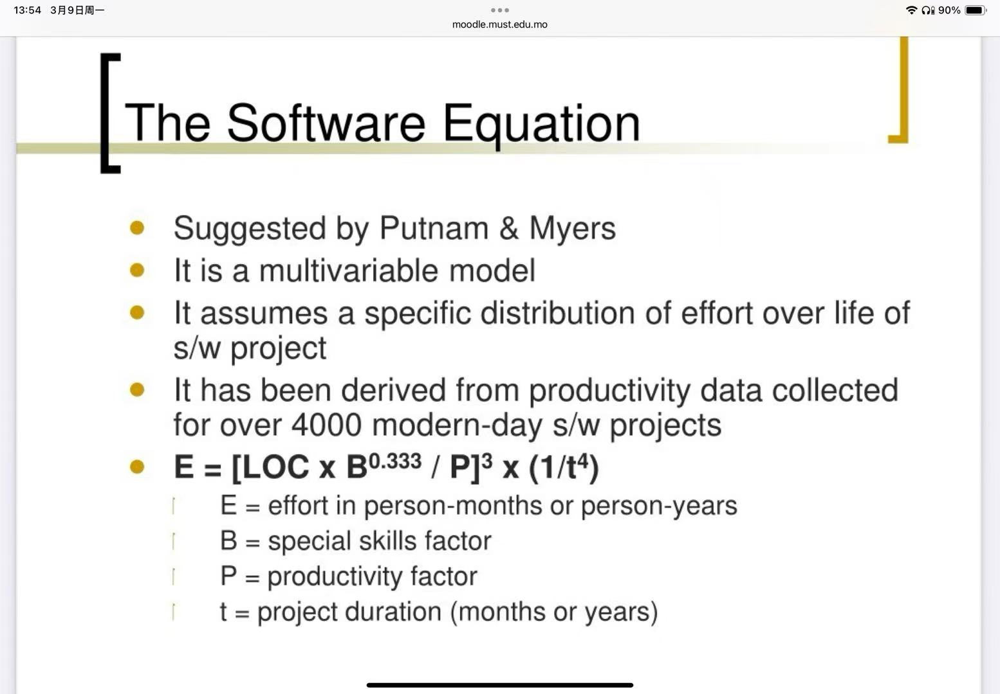 13:54 3月9日周一
90%
moodle.must.edu.mo
The Software Equation
Suggested by Putnam & Myers
It is a multivariable model
It assumes a specific distribution of effort over life of
s/w project
It has been derived from productivity data collected
for over 4000 modern-day s/w projects
E = [LOC x B^0.333 / P]^3 x (1/t^4)
E = effort in person-months or person-years
B = special skills factor
P = productivity factor
t = project duration (months or years)